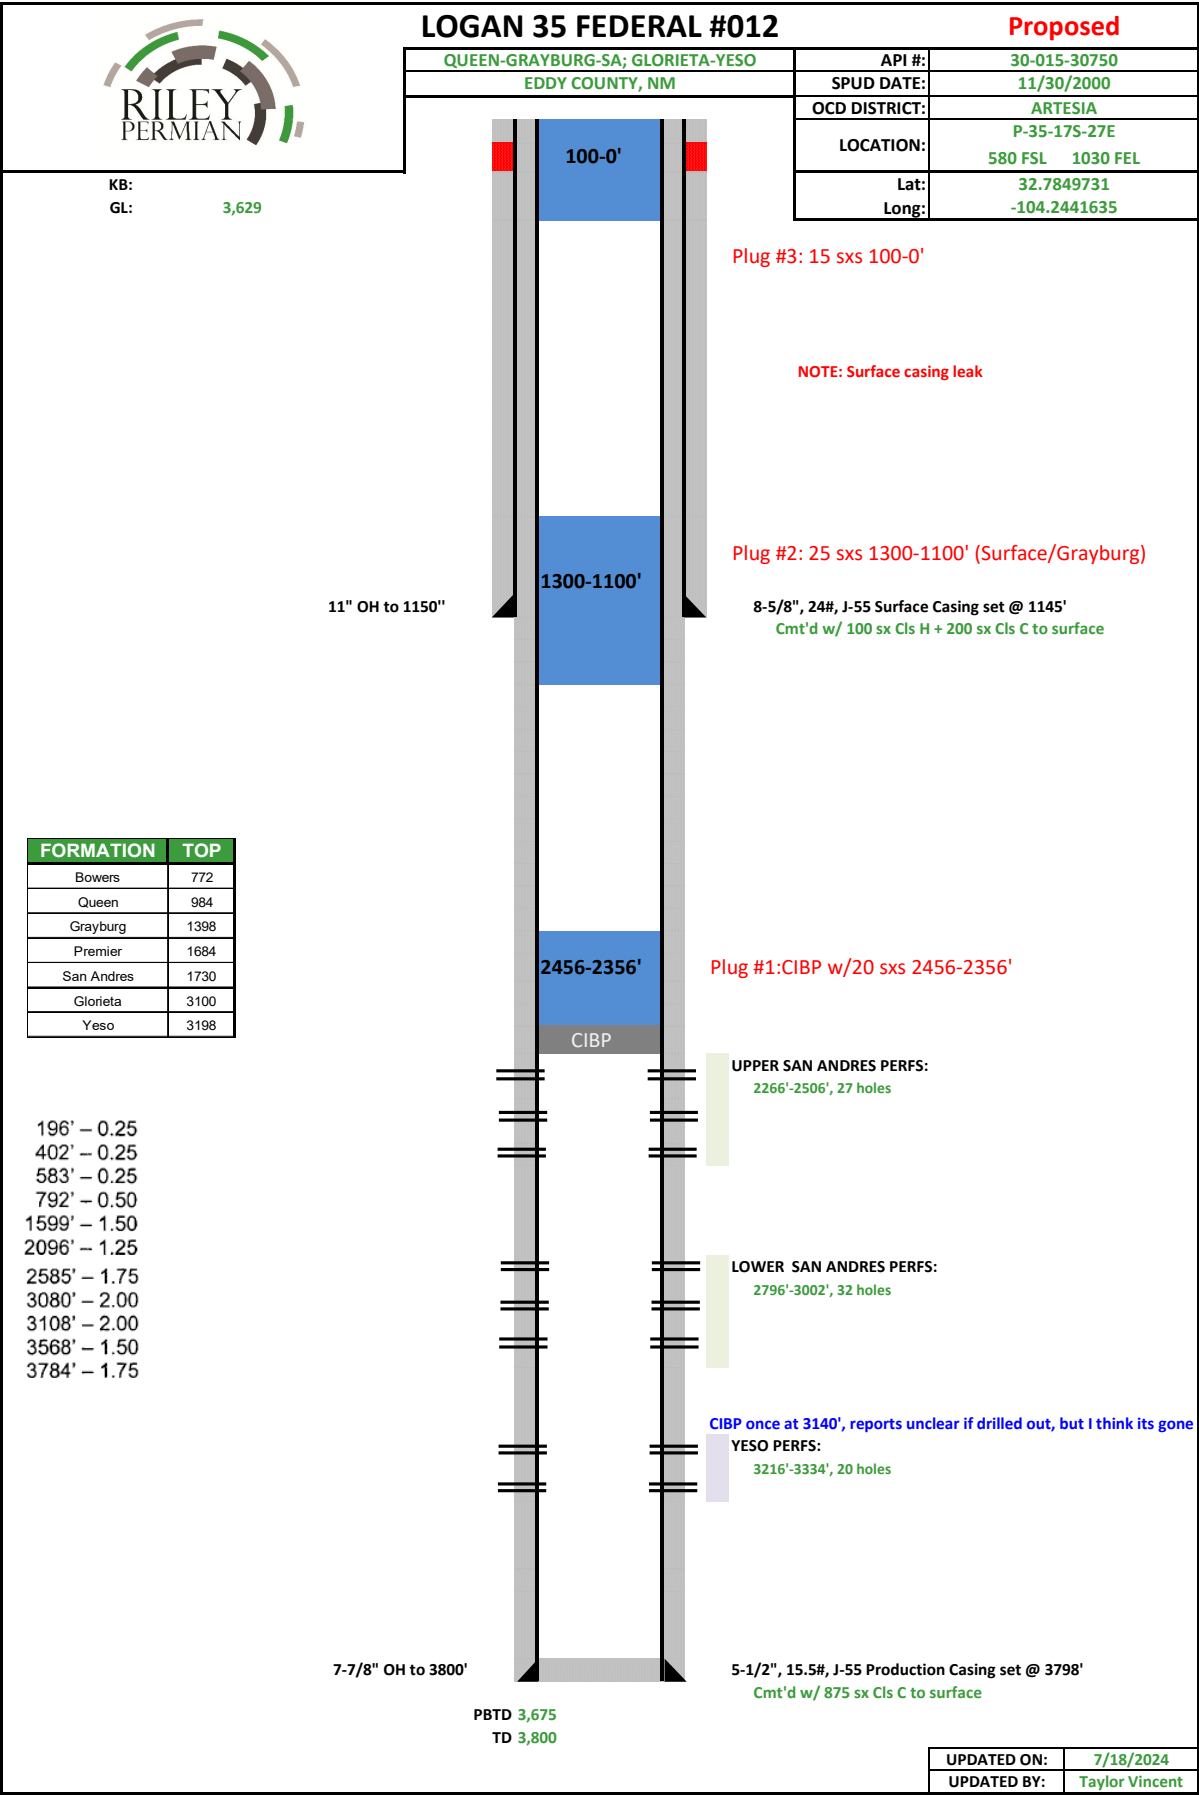 LOGAN 35 FEDERAL #012
Proposed
RILEY
PERMIAN
QUEEN-GRAYBURG-SA; GLORIETA-YESO
EDDY COUNTY, NM
API #: 30-015-30750
SPUD DATE: 11/30/2000
OCD DISTRICT: ARTESIA
LOCATION: P-35-17S-27E
580 FSL 1030 FEL
Lat: 32.7849731
Long: -104.2441635
KB:
GL: 3,629
100-0'
Plug #3: 15 sxs 100-0'
NOTE: Surface casing leak
Plug #2: 25 sxs 1300-1100' (Surface/Grayburg)
1300-1100'
11" OH to 1150''
8-5/8", 24#, J-55 Surface Casing set @ 1145'
Cmt'd w/ 100 sx Cls H + 200 sx Cls C to surface
FORMATION TOP
Bowers 772
Queen 984
Grayburg 1398
Premier 1684
San Andres 1730
Glorieta 3100
Yeso 3198
2456-2356'
Plug #1:CIBP w/20 sxs 2456-2356'
CIBP
UPPER SAN ANDRES PERFS:
2266'-2506', 27 holes
196' – 0.25
402' – 0.25
583' – 0.25
792' – 0.50
1599' – 1.50
2096' – 1.25
2585' – 1.75
3080' – 2.00
3108' – 2.00
3568' – 1.50
3784' – 1.75
LOWER SAN ANDRES PERFS:
2796'-3002', 32 holes
CIBP once at 3140', reports unclear if drilled out, but I think its gone
YESO PERFS:
3216'-3334', 20 holes
7-7/8" OH to 3800'
5-1/2", 15.5#, J-55 Production Casing set @ 3798'
Cmt'd w/ 875 sx Cls C to surface
PBTD 3,675
TD 3,800
UPDATED ON: 7/18/2024
UPDATED BY: Taylor Vincent